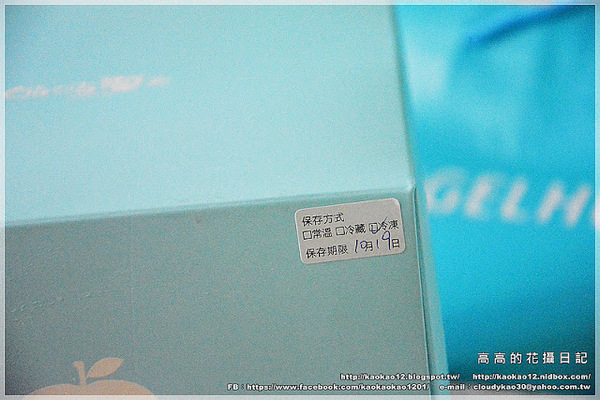 GELH
保存方式
□常溫 □冷藏 ☑冷凍
保存期限 10月19日
高高的花攝日記
http://kaokao12.blogspot.tw/ http://kaokao12.nidbox.com/
FB：https://www.facebook.com/kaokaokao1201/ e-mail：cloudykao30@yahoo.com.tw